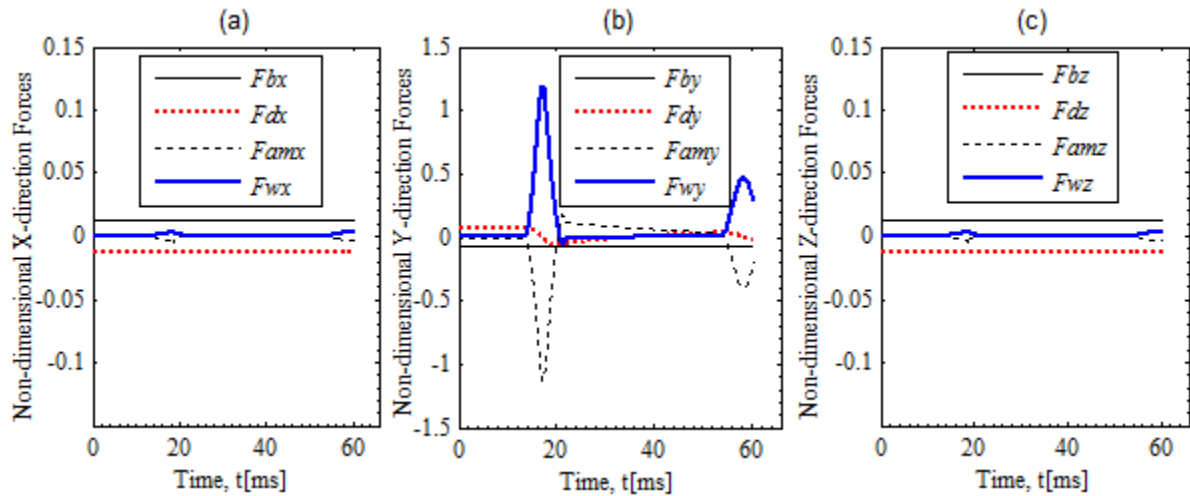 (a)
Non-dimensional X-direction Forces
0.15
0.1
0.05
0
-0.05
-0.1
Fbx
Fdx
Famx
Fwx
0 20 40 60
Time, t[ms]
(b)
Non-dimensional Y-direction Forces
1.5
1
0.5
0
-0.5
-1
-1.5
Fby
Fdy
Famy
Fwy
0 20 40 60
Time, t[ms]
(c)
Non-dimensional Z-direction Forces
0.15
0.1
0.05
0
-0.05
-0.1
Fbz
Fdz
Famz
Fwz
0 20 40 60
Time, t[ms]